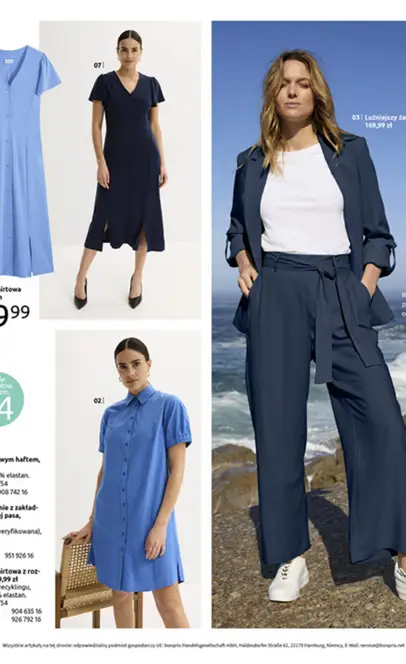 07
03 Luźniejszy ża
169,99 zł
irtowa
9⁹⁹
02
4
wym haftem,
% elastan.
/54
908 742 16
nie z zakład-
j pasa,
weryfikowana),
951 926 16
irtowa z roz-
9,99 zł
recyklingu,
elastan.
/54
904 635 16
926 792 16
Wszystkie artykuły na tej stronie: odpowiedzialny podmiot gospodarczy UE: bonprix Handelsgesellschaft mbH, Haldesdorfer Straße 62, 22179 Hamburg, Niemcy, E-Mail: service@bonprix.net